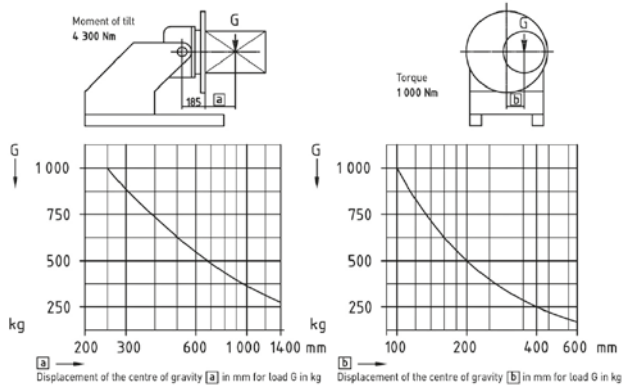 Moment of tilt
4 300 Nm
G
185 a
G
Torque
1 000 Nm
b
G
1 000
750
500
250
kg
200 300 600 1 000 1 400 mm
a
Displacement of the centre of gravity a in mm for load G in kg
G
1 000
750
500
250
kg
100 200 400 600 mm
b
Displacement of the centre of gravity b in mm for load G in kg